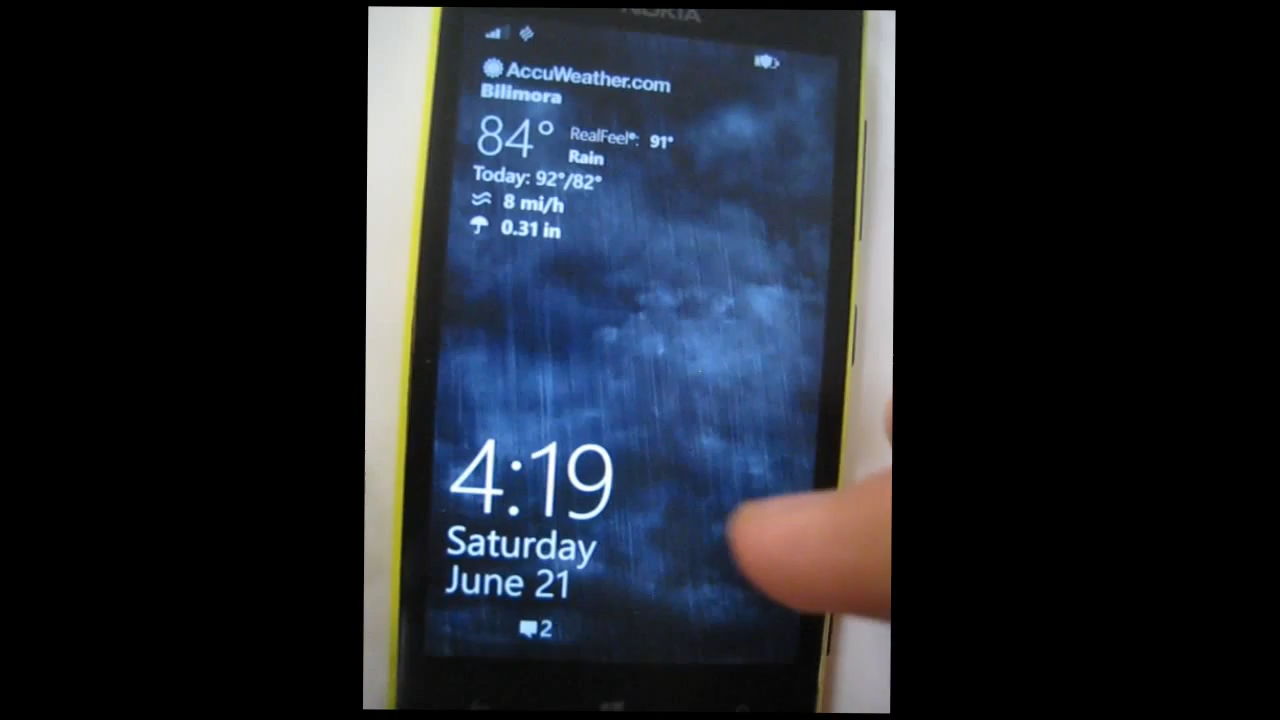 NOKIA
AccuWeather.com
Bilimora
84° RealFeel®: 91°
Rain
Today: 92°/82°
8 mi/h
0.31 in
4:19
Saturday
June 21
2